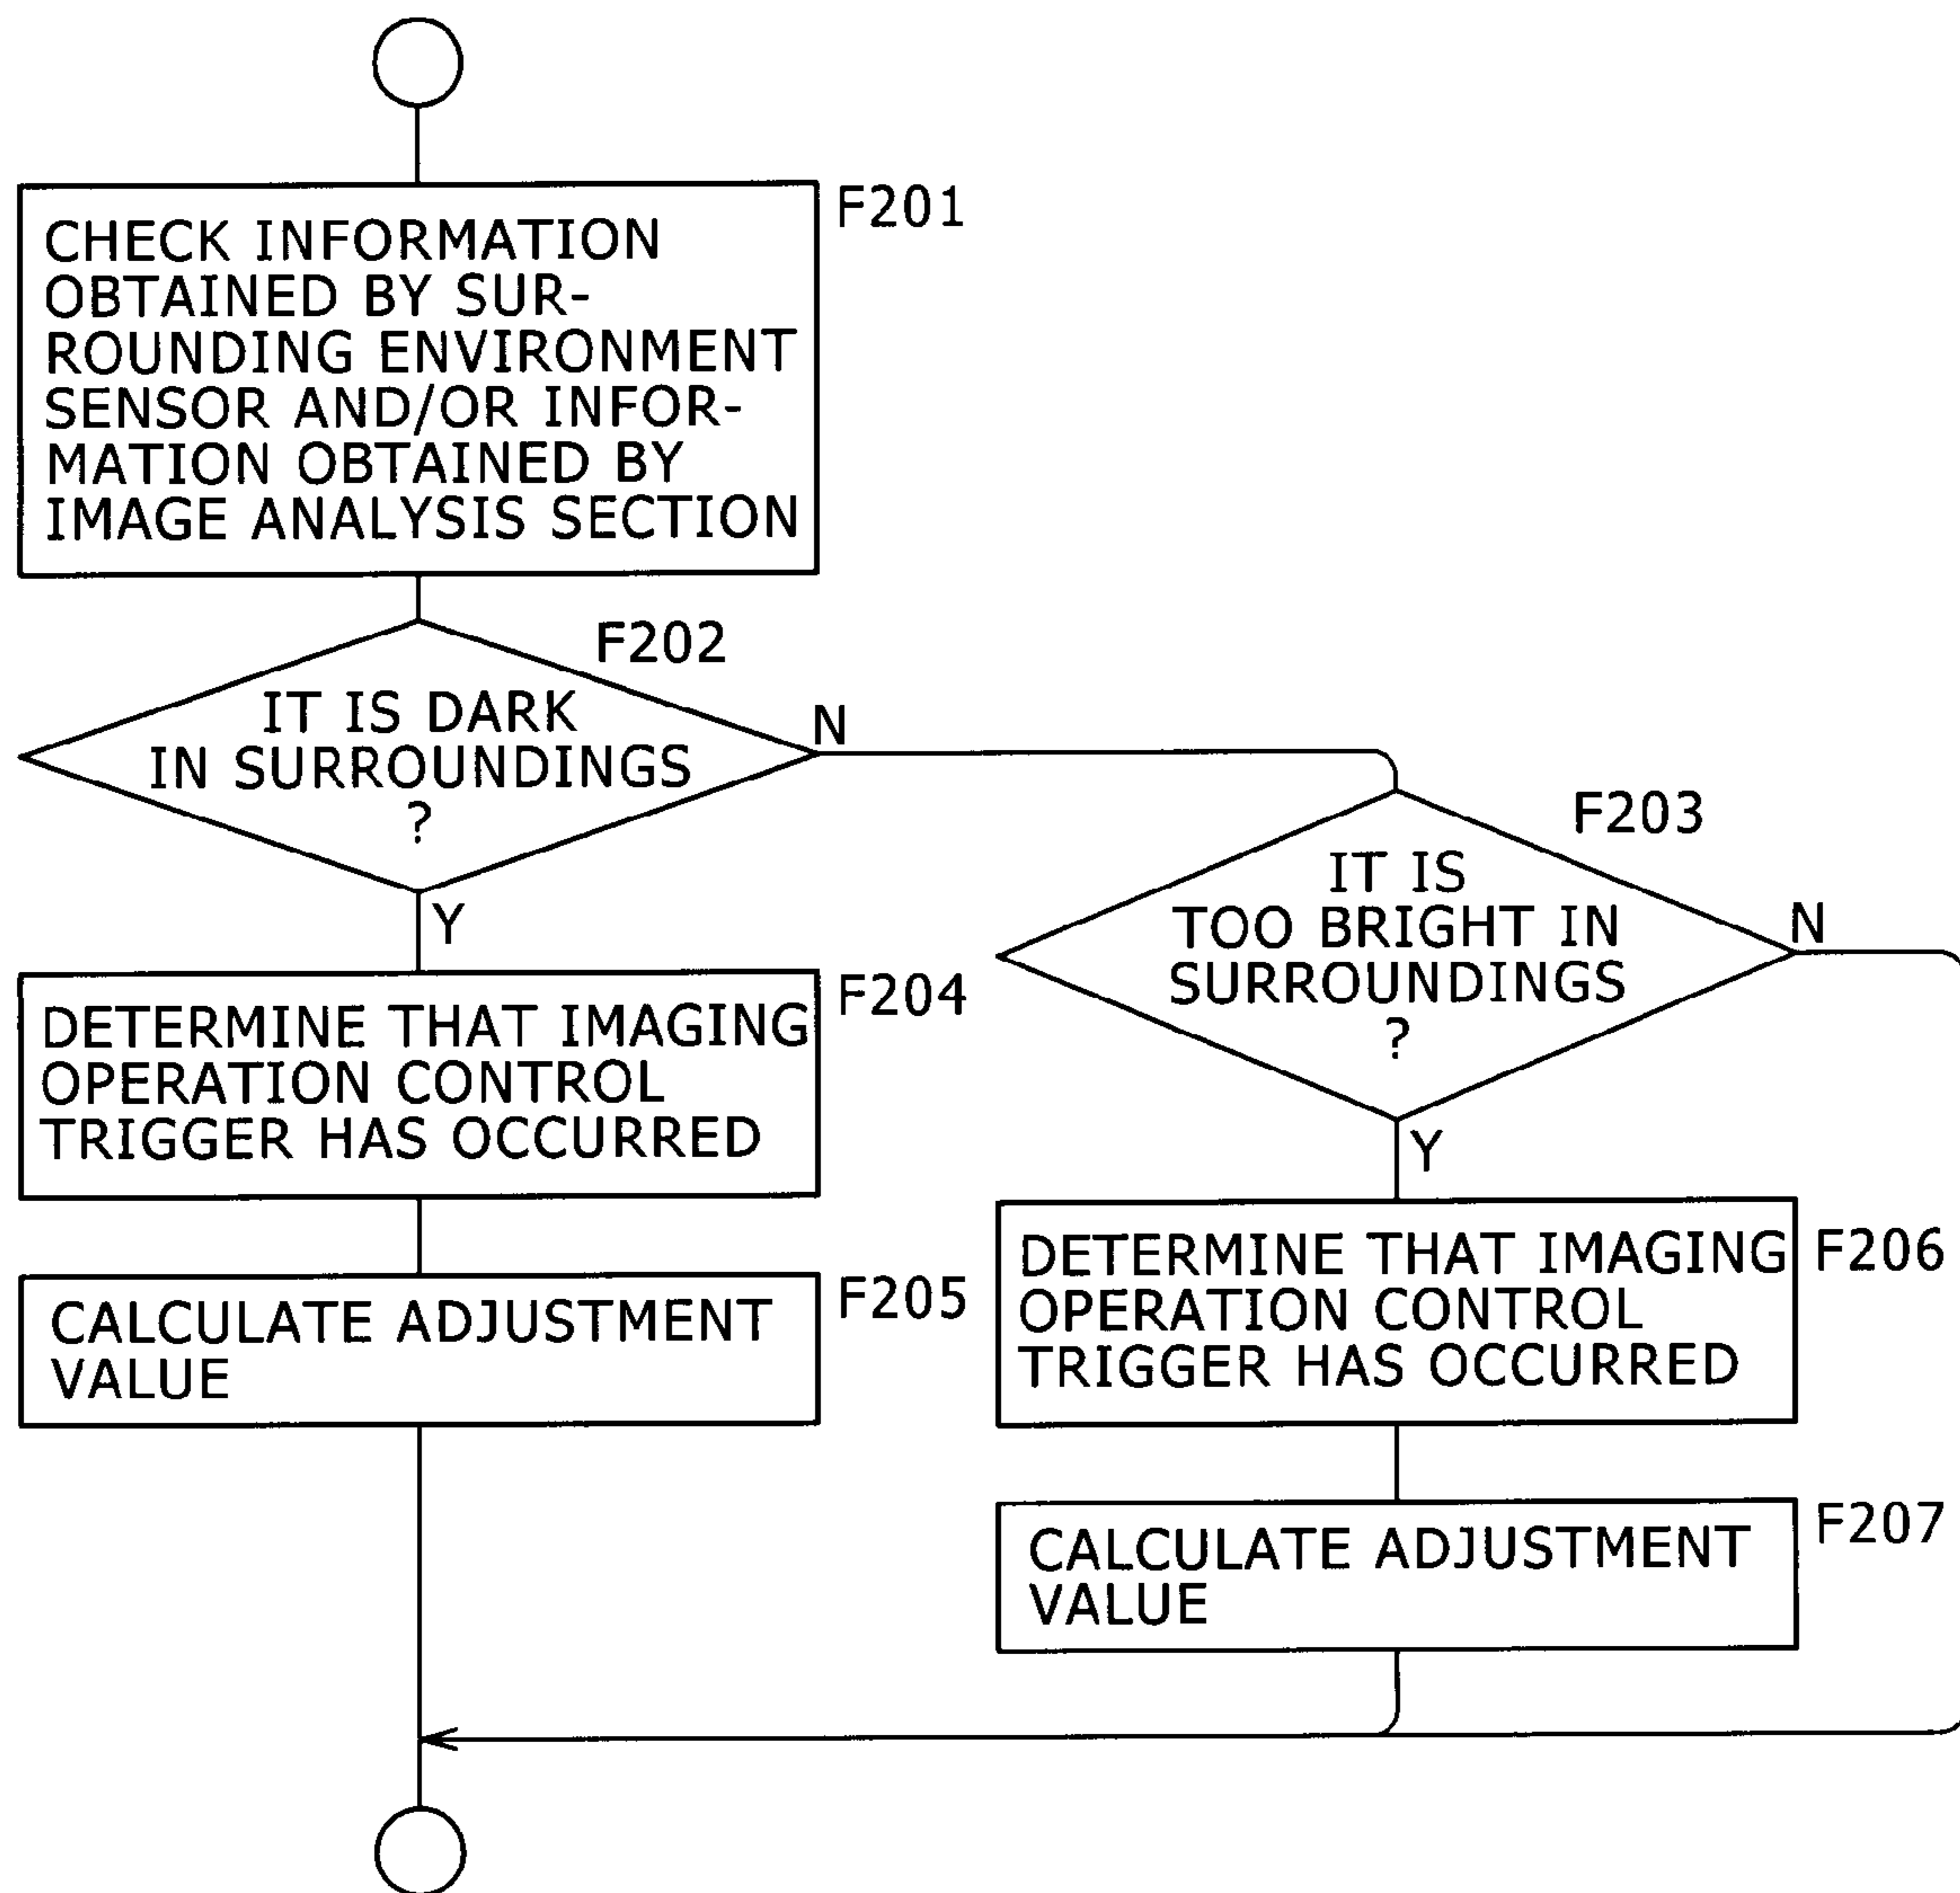 F201
CHECK INFORMATION
OBTAINED BY SUR-
ROUNDING ENVIRONMENT
SENSOR AND/OR INFOR-
MATION OBTAINED BY
IMAGE ANALYSIS SECTION
F202
IT IS DARK
IN SURROUNDINGS
?
N
Y
F203
IT IS
TOO BRIGHT IN
SURROUNDINGS
?
N
Y
F204
DETERMINE THAT IMAGING
OPERATION CONTROL
TRIGGER HAS OCCURRED
F205
CALCULATE ADJUSTMENT
VALUE
F206
DETERMINE THAT IMAGING
OPERATION CONTROL
TRIGGER HAS OCCURRED
F207
CALCULATE ADJUSTMENT
VALUE